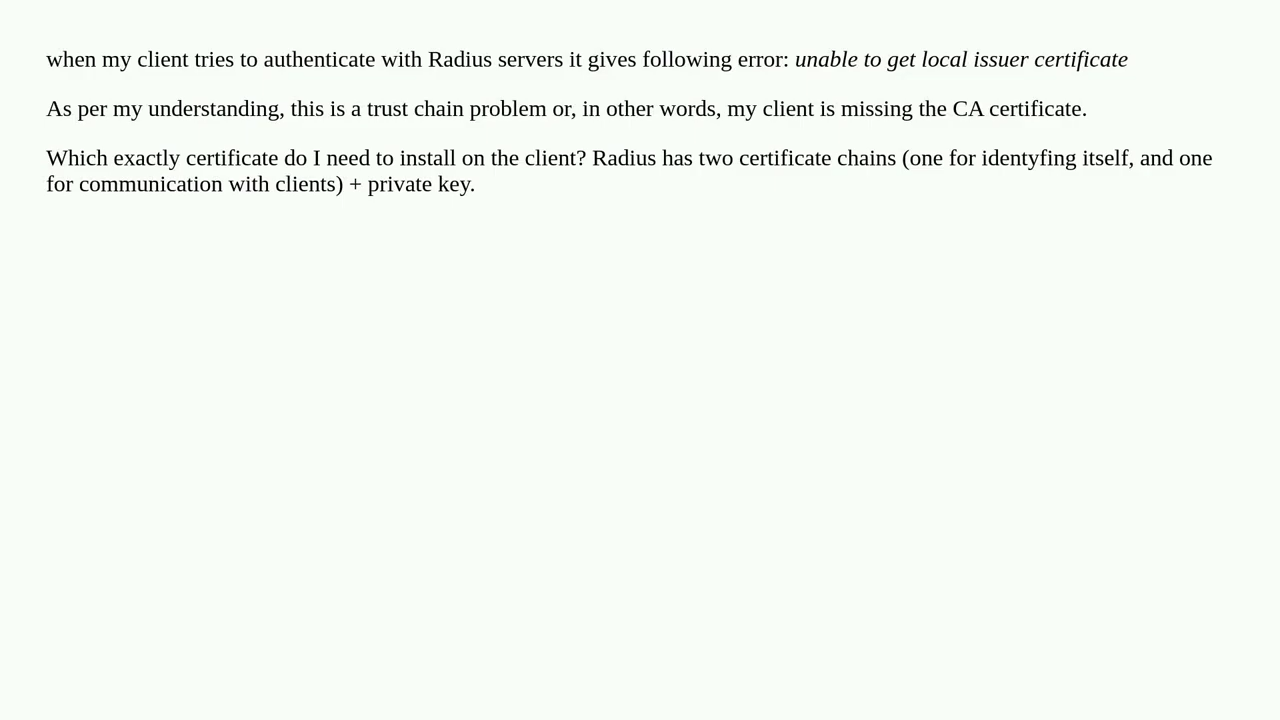 when my client tries to authenticate with Radius servers it gives following error: unable to get local issuer certificate
As per my understanding, this is a trust chain problem or, in other words, my client is missing the CA certificate.
Which exactly certificate do I need to install on the client? Radius has two certificate chains (one for identyfing itself, and one
for communication with clients) + private key.